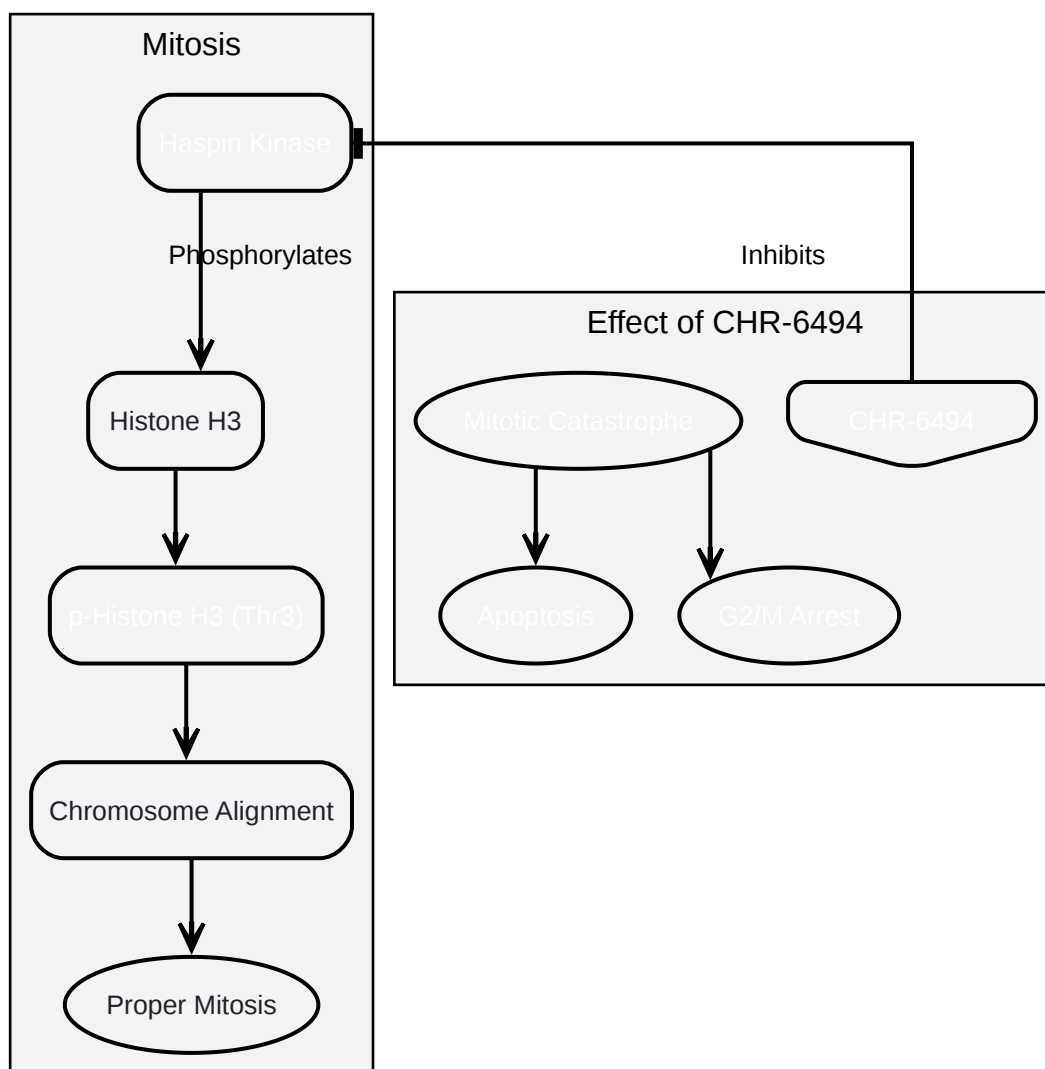 Mitosis
Haspin Kinase
Phosphorylates
Histone H3
p-Histone H3 (Thr3)
Chromosome Alignment
Proper Mitosis
Inhibits
Effect of CHR-6494
Mitotic Catastrophe
CHR-6494
Apoptosis
G2/M Arrest